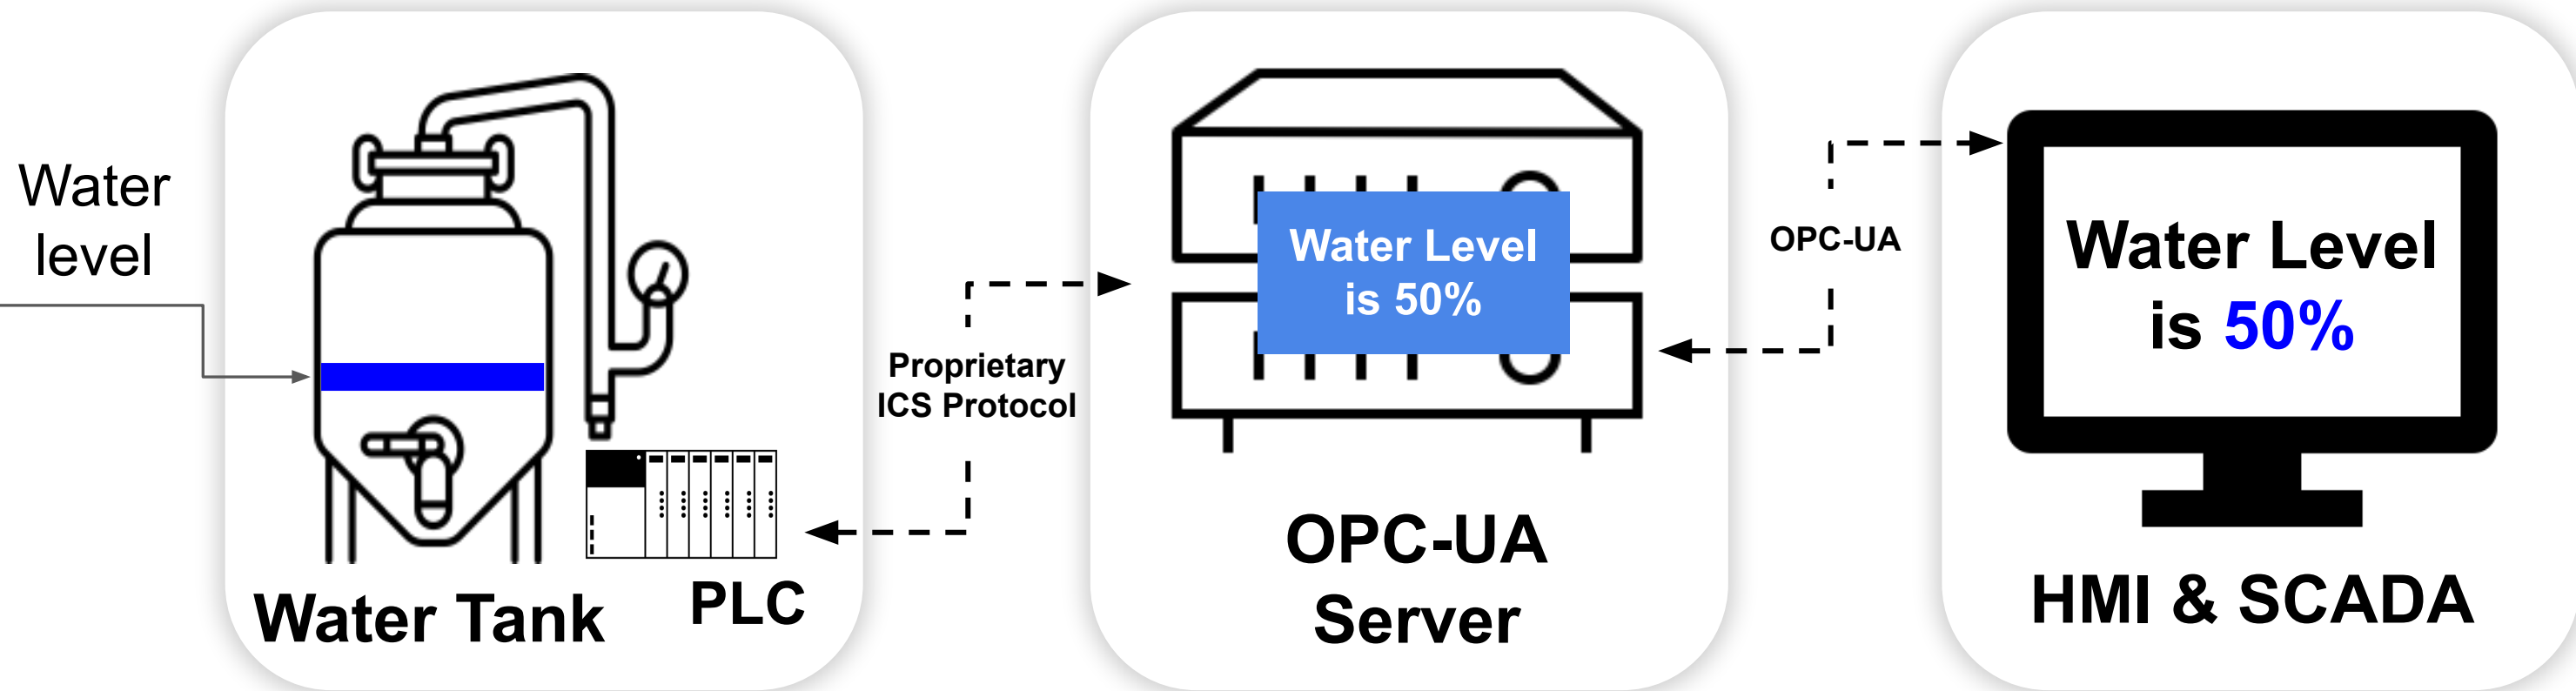 Water
level
Water Tank
PLC
Proprietary
ICS Protocol
Water Level
is 50%
OPC-UA
Server
OPC-UA
Water Level
is 50%
HMI & SCADA